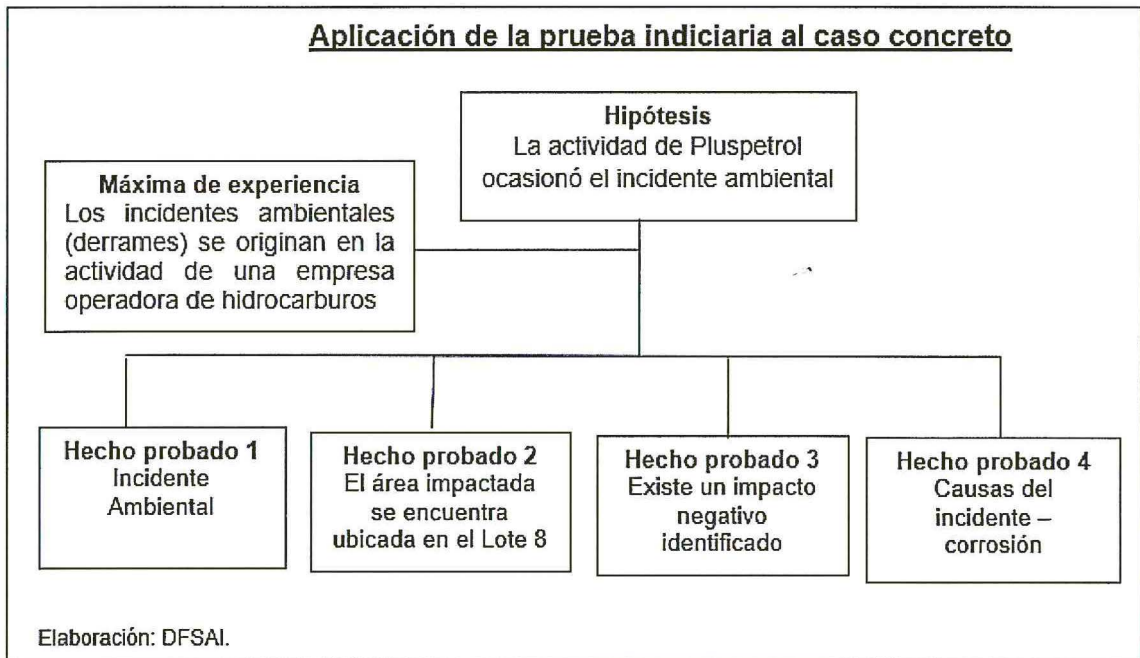 Aplicación de la prueba indiciaria al caso concreto
Hipótesis
La actividad de Pluspetrol
ocasionó el incidente ambiental
Máxima de experiencia
Los incidentes ambientales
(derrames) se originan en la
actividad de una empresa
operadora de hidrocarburos
Hecho probado 1
Incidente
Ambiental
Hecho probado 2
El área impactada
se encuentra
ubicada en el Lote 8
Hecho probado 3
Existe un impacto
negativo
identificado
Hecho probado 4
Causas del
incidente –
corrosión
Elaboración: DFSAI.